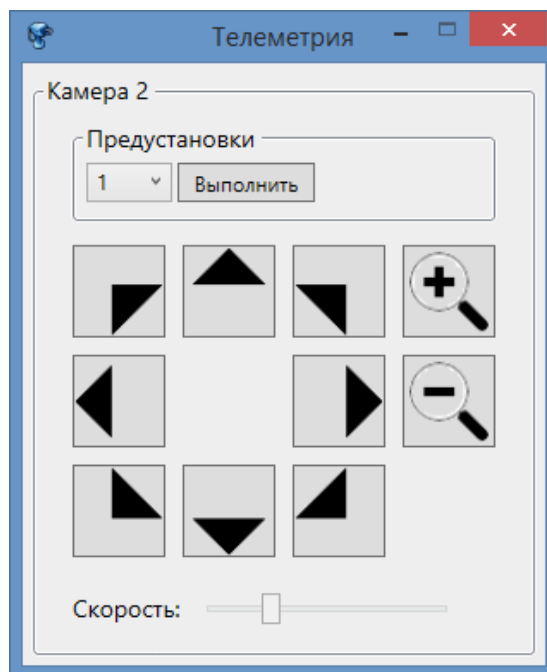 Телеметрия
Камера 2
Предустановки
1 Выполнить
Скорость: